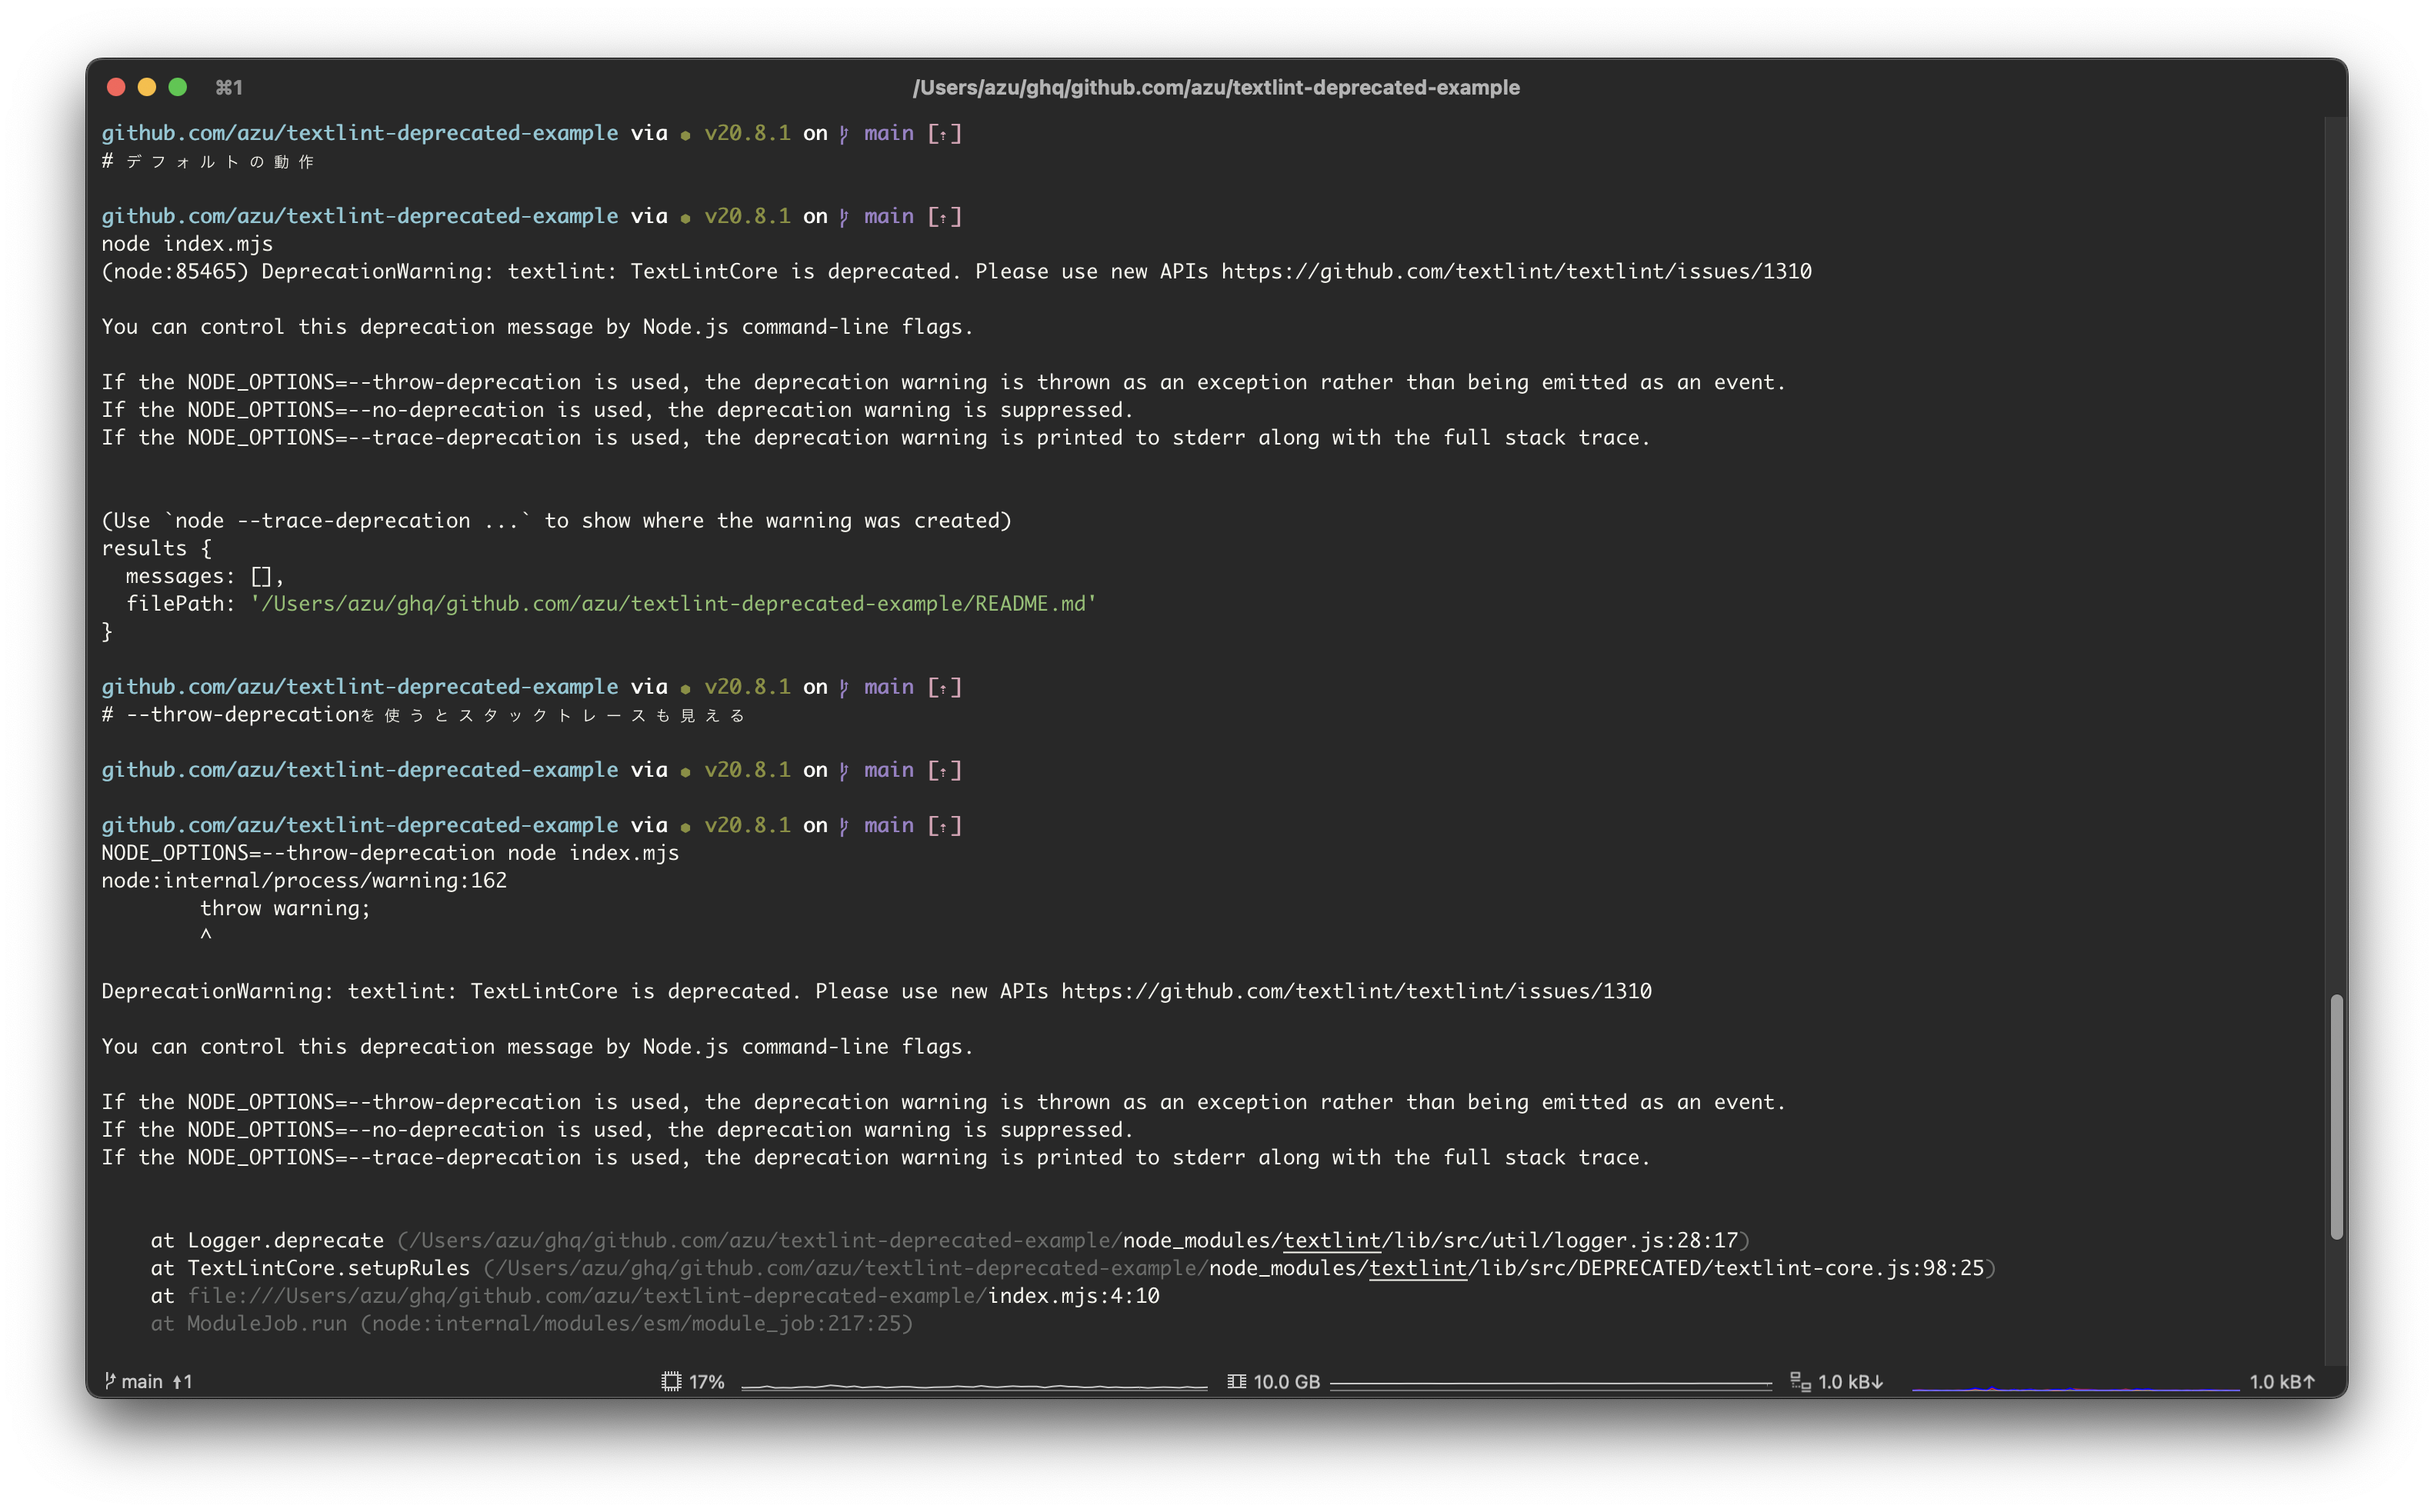 ⌘1
/Users/azu/ghq/github.com/azu/textlint-deprecated-example
github.com/azu/textlint-deprecated-example via ⬢ v20.8.1 on main [⇡]
# デフォルトの動作
github.com/azu/textlint-deprecated-example via ⬢ v20.8.1 on main [⇡]
node index.mjs
(node:85465) DeprecationWarning: textlint: TextLintCore is deprecated. Please use new APIs https://github.com/textlint/textlint/issues/1310
You can control this deprecation message by Node.js command-line flags.
If the NODE_OPTIONS=--throw-deprecation is used, the deprecation warning is thrown as an exception rather than being emitted as an event.
If the NODE_OPTIONS=--no-deprecation is used, the deprecation warning is suppressed.
If the NODE_OPTIONS=--trace-deprecation is used, the deprecation warning is printed to stderr along with the full stack trace.
(Use `node --trace-deprecation ...` to show where the warning was created)
results {
  messages: [],
  filePath: '/Users/azu/ghq/github.com/azu/textlint-deprecated-example/README.md'
}
github.com/azu/textlint-deprecated-example via ⬢ v20.8.1 on main [⇡]
# --throw-deprecationを使うとスタックトレースも見える
github.com/azu/textlint-deprecated-example via ⬢ v20.8.1 on main [⇡]
github.com/azu/textlint-deprecated-example via ⬢ v20.8.1 on main [⇡]
NODE_OPTIONS=--throw-deprecation node index.mjs
node:internal/process/warning:162
        throw warning;
        ^
DeprecationWarning: textlint: TextLintCore is deprecated. Please use new APIs https://github.com/textlint/textlint/issues/1310
You can control this deprecation message by Node.js command-line flags.
If the NODE_OPTIONS=--throw-deprecation is used, the deprecation warning is thrown as an exception rather than being emitted as an event.
If the NODE_OPTIONS=--no-deprecation is used, the deprecation warning is suppressed.
If the NODE_OPTIONS=--trace-deprecation is used, the deprecation warning is printed to stderr along with the full stack trace.
    at Logger.deprecate (/Users/azu/ghq/github.com/azu/textlint-deprecated-example/node_modules/textlint/lib/src/util/logger.js:28:17)
    at TextLintCore.setupRules (/Users/azu/ghq/github.com/azu/textlint-deprecated-example/node_modules/textlint/lib/src/DEPRECATED/textlint-core.js:98:25)
    at file:///Users/azu/ghq/github.com/azu/textlint-deprecated-example/index.mjs:4:10
    at ModuleJob.run (node:internal/modules/esm/module_job:217:25)
main ↑1 17% 10.0 GB 1.0 kB↓ 1.0 kB↑